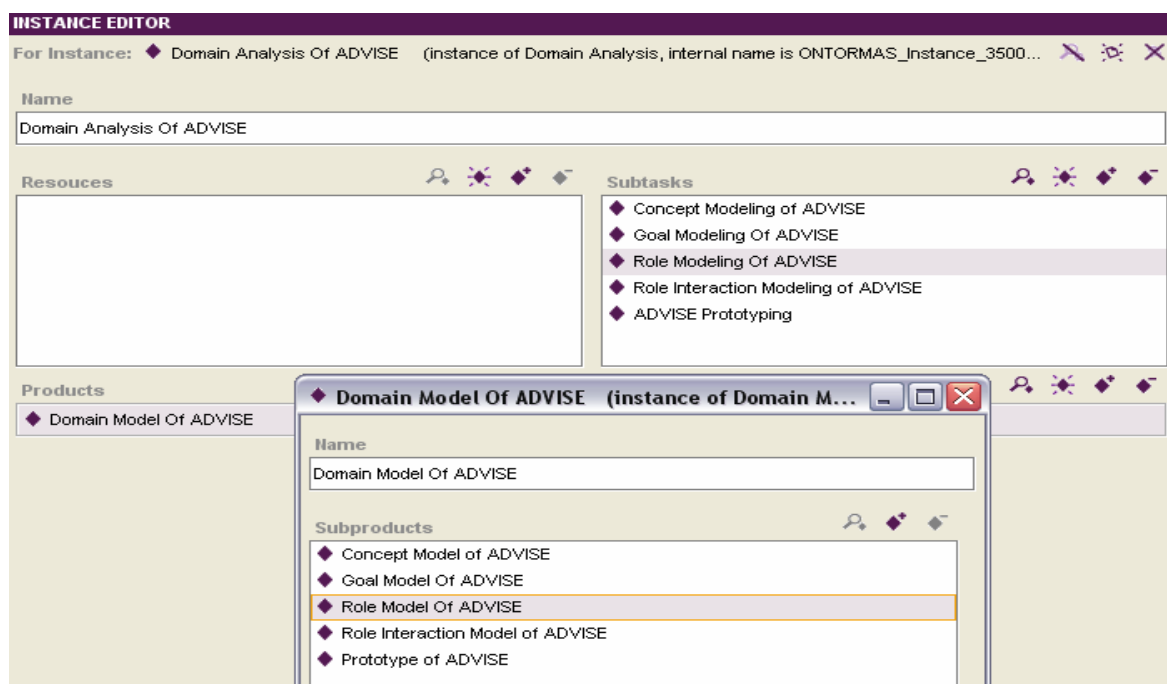 INSTANCE EDITOR
For Instance: Domain Analysis Of ADVISE (instance of Domain Analysis, internal name is ONTORMAS_Instance_3500...
Name
Domain Analysis Of ADVISE
Resouces
Subtasks
Concept Modeling of ADVISE
Goal Modeling Of ADVISE
Role Modeling Of ADVISE
Role Interaction Modeling of ADVISE
ADVISE Prototyping
Products
Domain Model Of ADVISE
Domain Model Of ADVISE (instance of Domain M...
Name
Domain Model Of ADVISE
Subproducts
Concept Model of ADVISE
Goal Model Of ADVISE
Role Model Of ADVISE
Role Interaction Model of ADVISE
Prototype of ADVISE